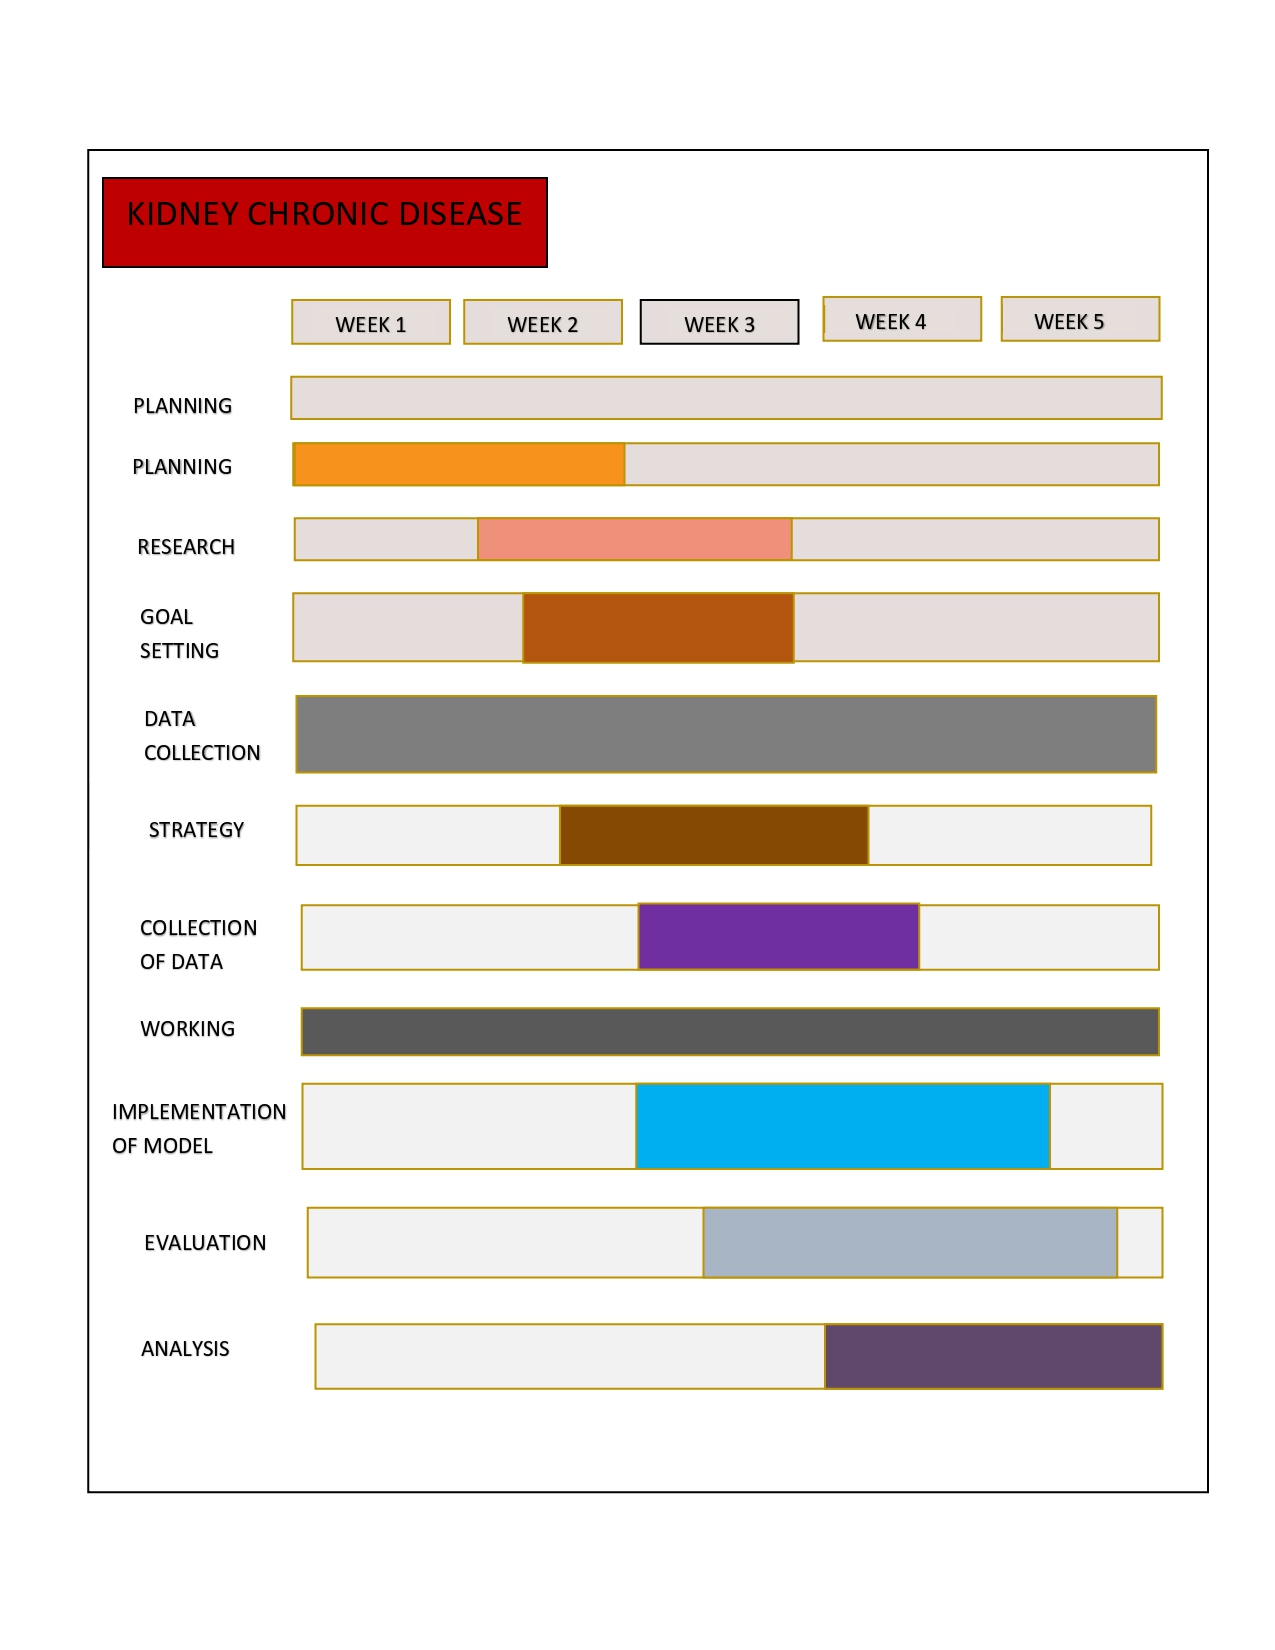 KIDNEY CHRONIC DISEASE
WEEK 1
WEEK 2
WEEK 3
WEEK 4
WEEK 5
PLANNING
PLANNING
RESEARCH
GOAL
SETTING
DATA
COLLECTION
STRATEGY
COLLECTION
OF DATA
WORKING
IMPLEMENTATION
OF MODEL
EVALUATION
ANALYSIS